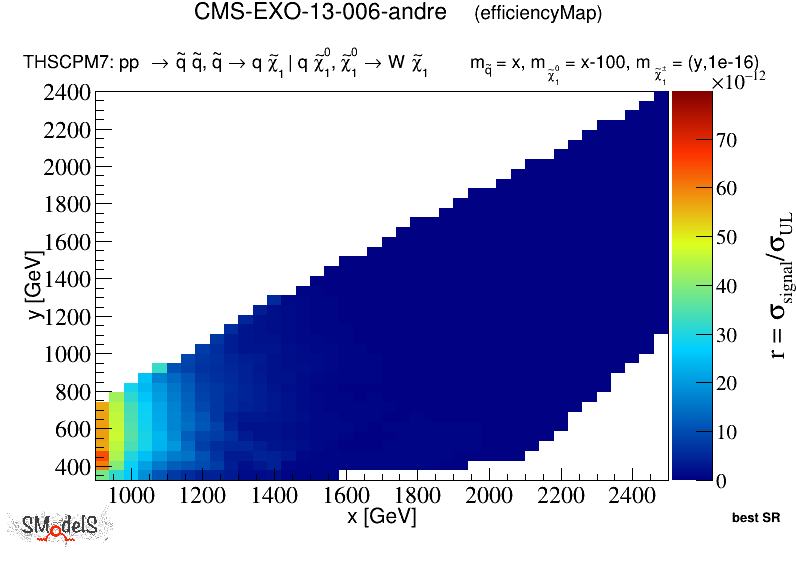 CMS-EXO-13-006-andre (efficiencyMap)
THSCPM7: pp → q̃ q̃, q̃ → q χ̃₁ | q χ̃₁⁰, χ̃₁⁰ → W χ̃₁ m_q̃ = x, m_χ̃₁⁰ = x-100, m_χ̃₁± = (y,1e-16)
×10⁻¹²
2400
2200
2000
1800
1600
1400
1200
1000
800
600
400
y [GeV]
1000 1200 1400 1600 1800 2000 2200 2400
x [GeV]
70
60
50
40
30
20
10
0
r = σ_signal/σ_UL
SModelS
best SR